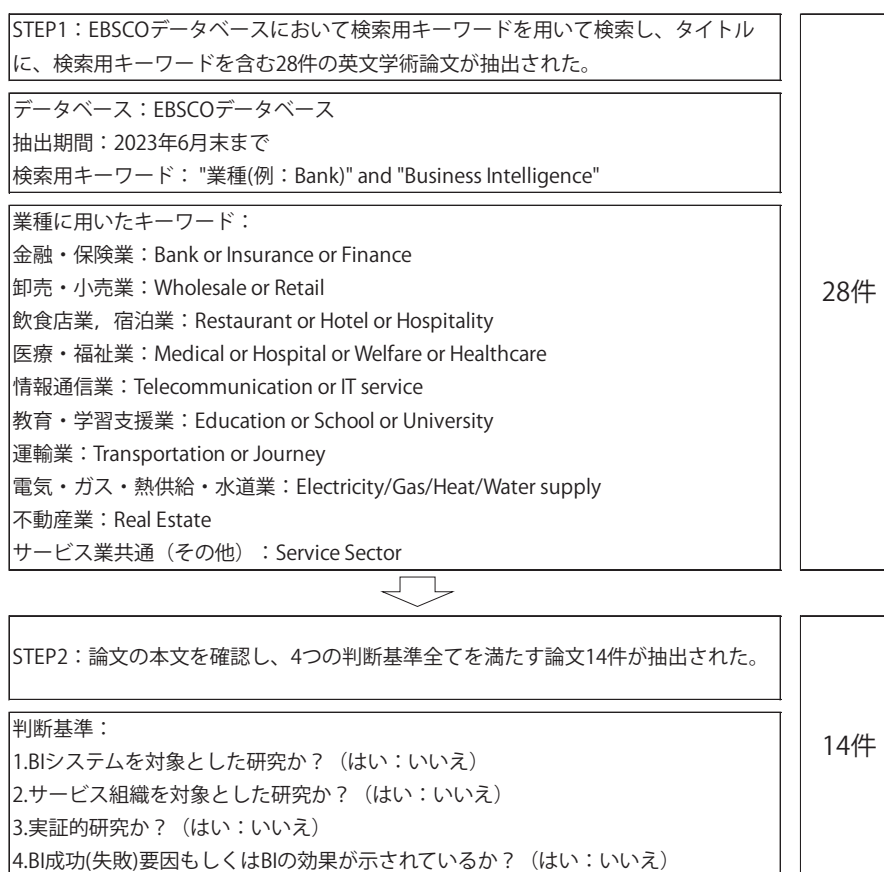 STEP1：EBSCOデータベースにおいて検索用キーワードを用いて検索し、タイトル
に、検索用キーワードを含む28件の英文学術論文が抽出された。
データベース：EBSCOデータベース
抽出期間：2023年6月末まで
検索用キーワード： "業種(例：Bank)" and "Business Intelligence"
業種に用いたキーワード：
金融・保険業：Bank or Insurance or Finance
卸売・小売業：Wholesale or Retail
飲食店業，宿泊業：Restaurant or Hotel or Hospitality
医療・福祉業：Medical or Hospital or Welfare or Healthcare
情報通信業：Telecommunication or IT service
教育・学習支援業：Education or School or University
運輸業：Transportation or Journey
電気・ガス・熱供給・水道業：Electricity/Gas/Heat/Water supply
不動産業：Real Estate
サービス業共通（その他）：Service Sector
28件
STEP2：論文の本文を確認し、4つの判断基準全てを満たす論文14件が抽出された。
判断基準：
1.BIシステムを対象とした研究か？（はい：いいえ）
2.サービス組織を対象とした研究か？（はい：いいえ）
3.実証的研究か？（はい：いいえ）
4.BI成功(失敗)要因もしくはBIの効果が示されているか？（はい：いいえ）
14件